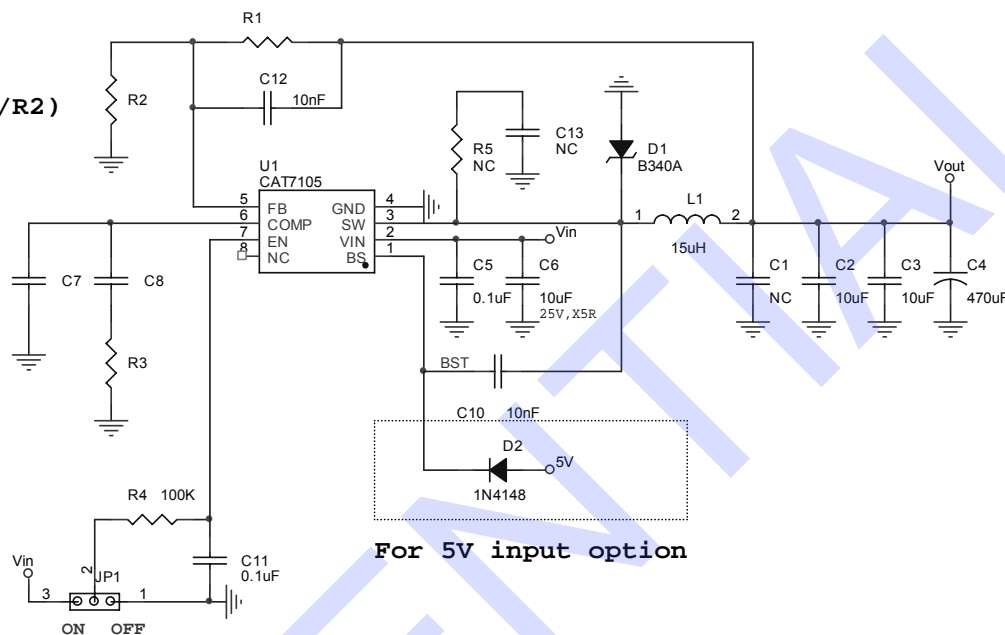 R1
C12
10nF
R2
/R2)
R5
NC
C13
NC
D1
B340A
Vout
U1
CAT7105
5 FB GND 4
6 COMP SW 3
7 EN VIN 2
8 NC BS 1
Vin
1 L1 2
15uH
C7
C8
C5
0.1uF
C6
10uF
25V,X5R
C1
NC
C2
10uF
C3
10uF
C4
470uF
R3
BST
C10 10nF
D2
5V
1N4148
For 5V input option
R4 100K
C11
0.1uF
Vin
2
JP1
3
1
ON OFF
ENTIAL